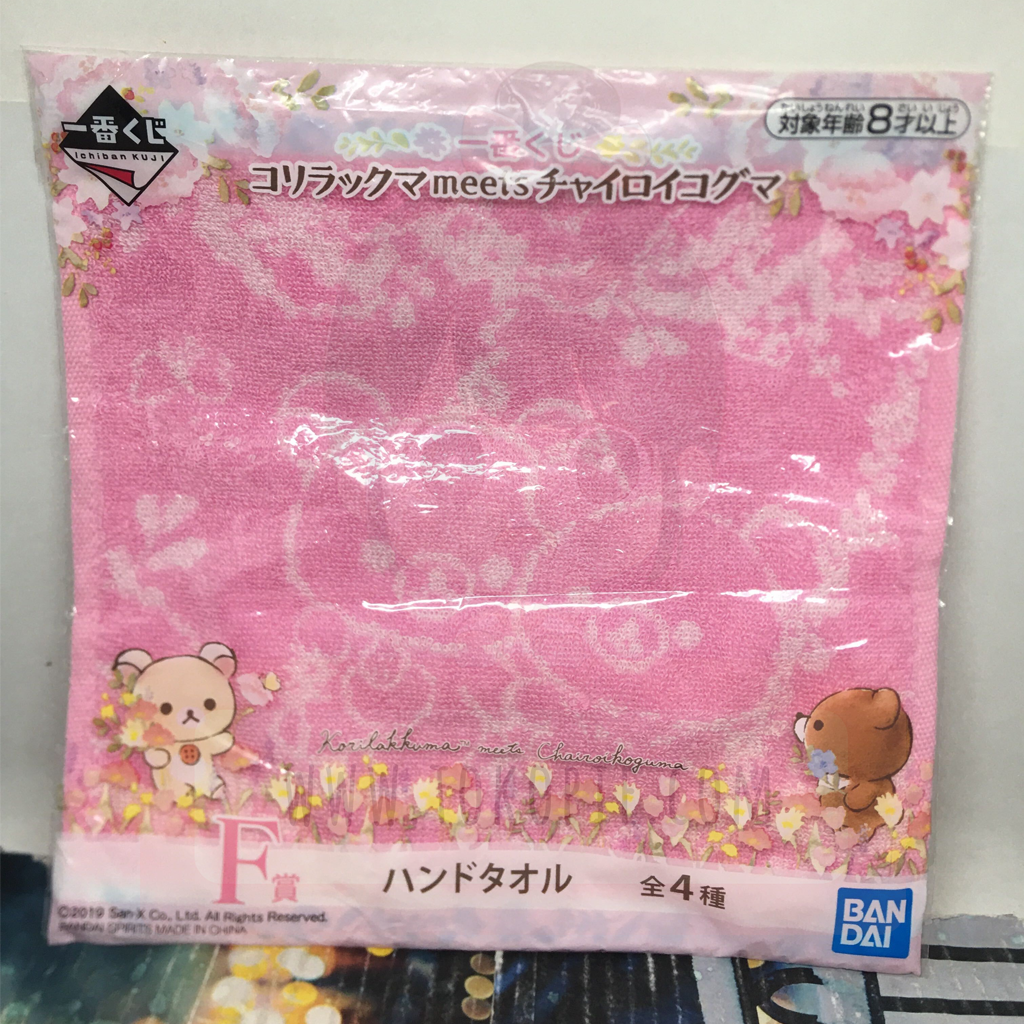 一番くじ
Ichiban KUJI
たいしょうねんれい さい いじょう
対象年齢8才以上
一番くじ
コリラックマmeetsチャイロイコグマ
Korilakkuma™ meets Chairoikoguma
F賞
ハンドタオル
全4種
©2019 San-X Co., Ltd. All Rights Reserved.
BANDAI SPIRITS MADE IN CHINA
BAN
DAI